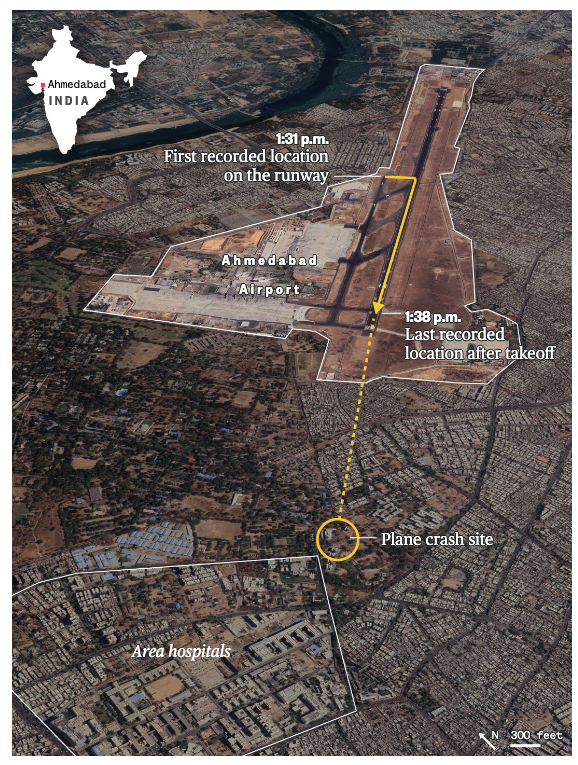 Ahmedabad
INDIA
1:31 p.m.
First recorded location
on the runway
Ahmedabad
Airport
1:38 p.m.
Last recorded
location after takeoff
Plane crash site
Area hospitals
N 300 feet